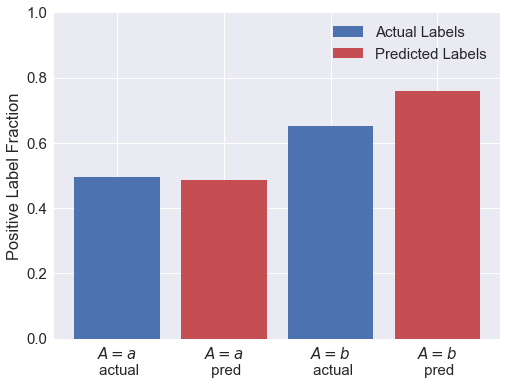 1.0
0.8
0.6
0.4
0.2
0.0
Positive Label Fraction
Actual Labels
Predicted Labels
A = a
actual
A = a
pred
A = b
actual
A = b
pred